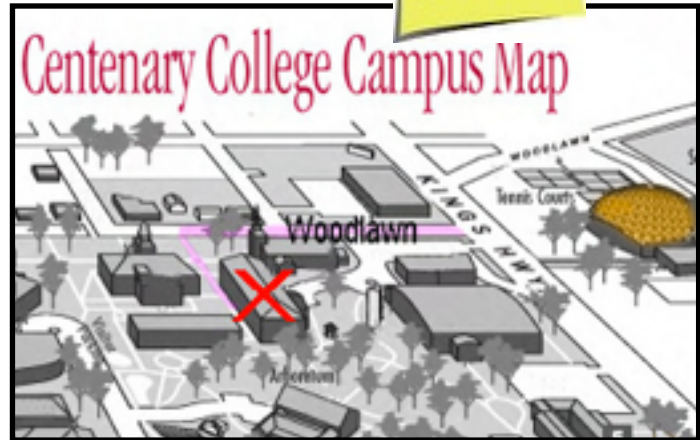 Centenary College Campus Map
WOODLAWN
Tennis Courts
KINGS HWY
Woodlawn
Arboretum